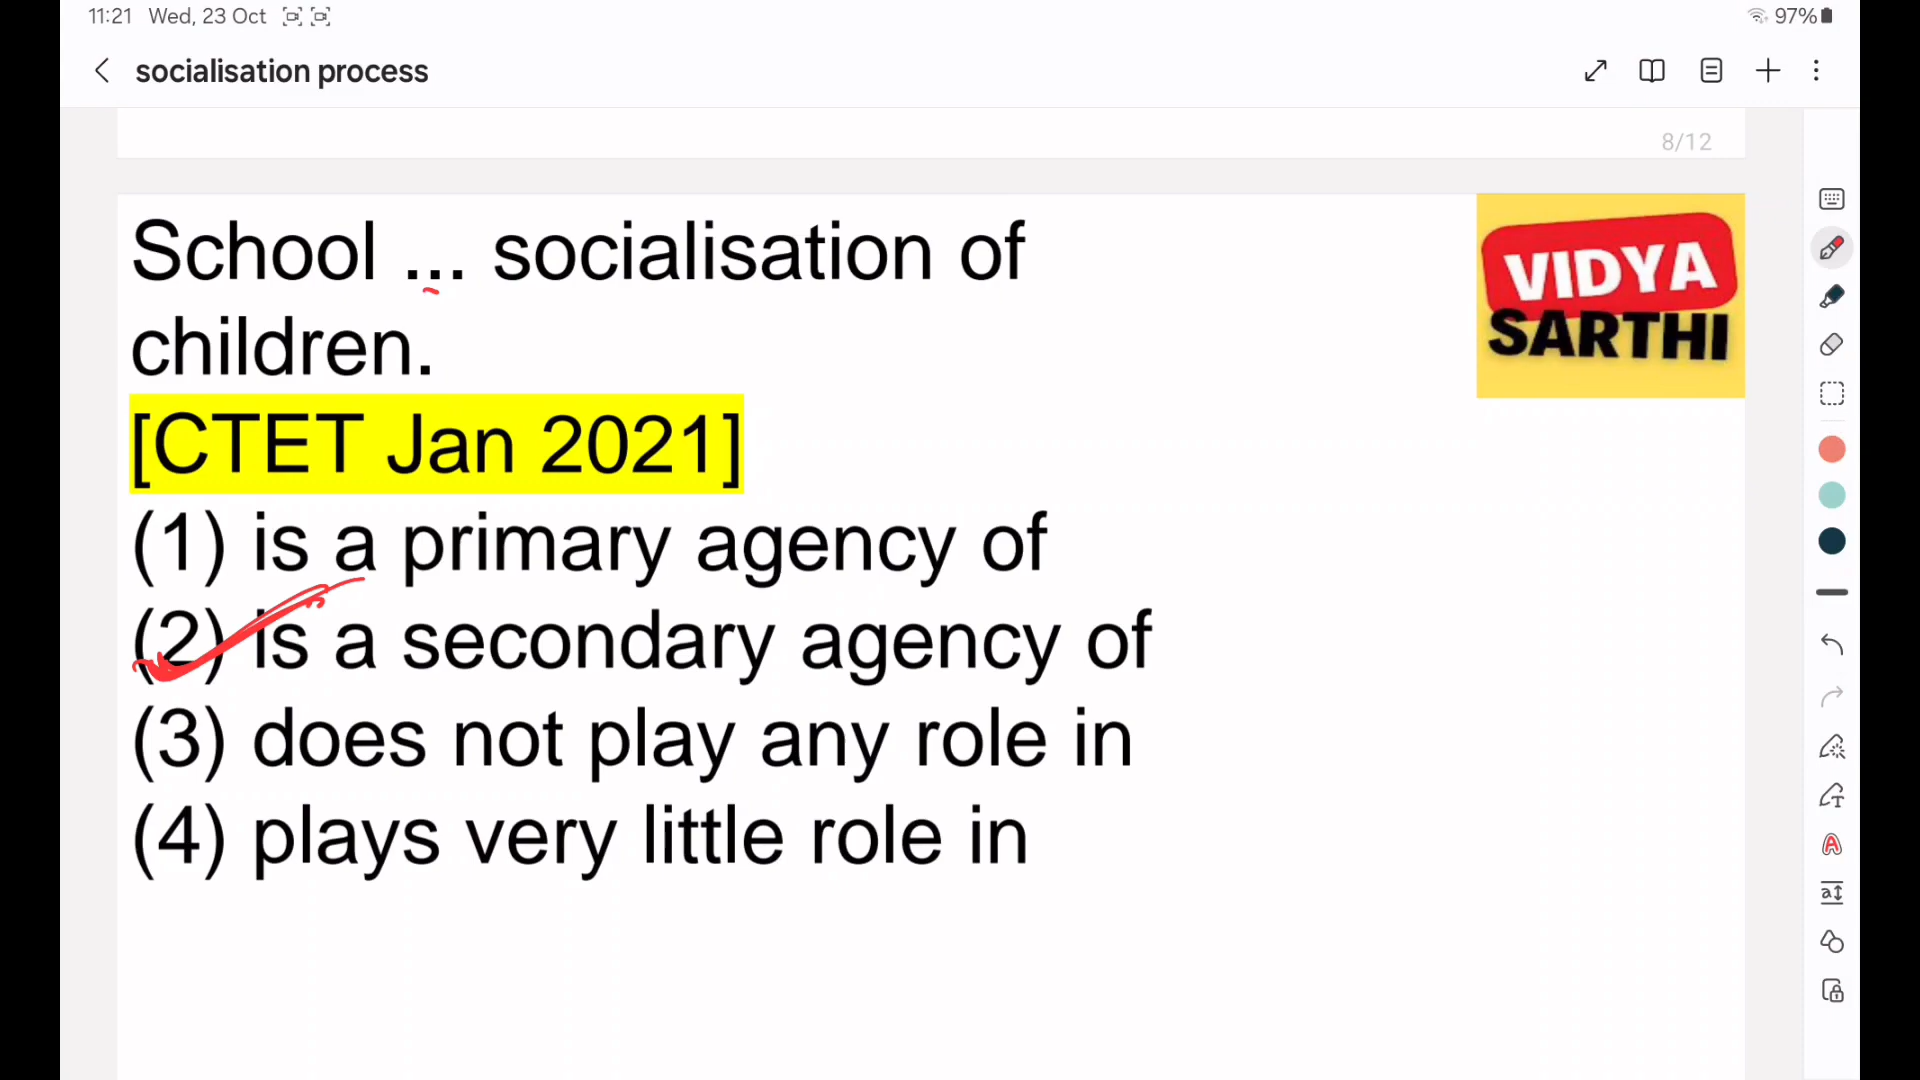 11:21 Wed, 23 Oct 97%
socialisation process
8/12
School ... socialisation of
children.
[CTET Jan 2021]
(1) is a primary agency of
(2) is a secondary agency of
(3) does not play any role in
(4) plays very little role in
VIDYA
SARTHI